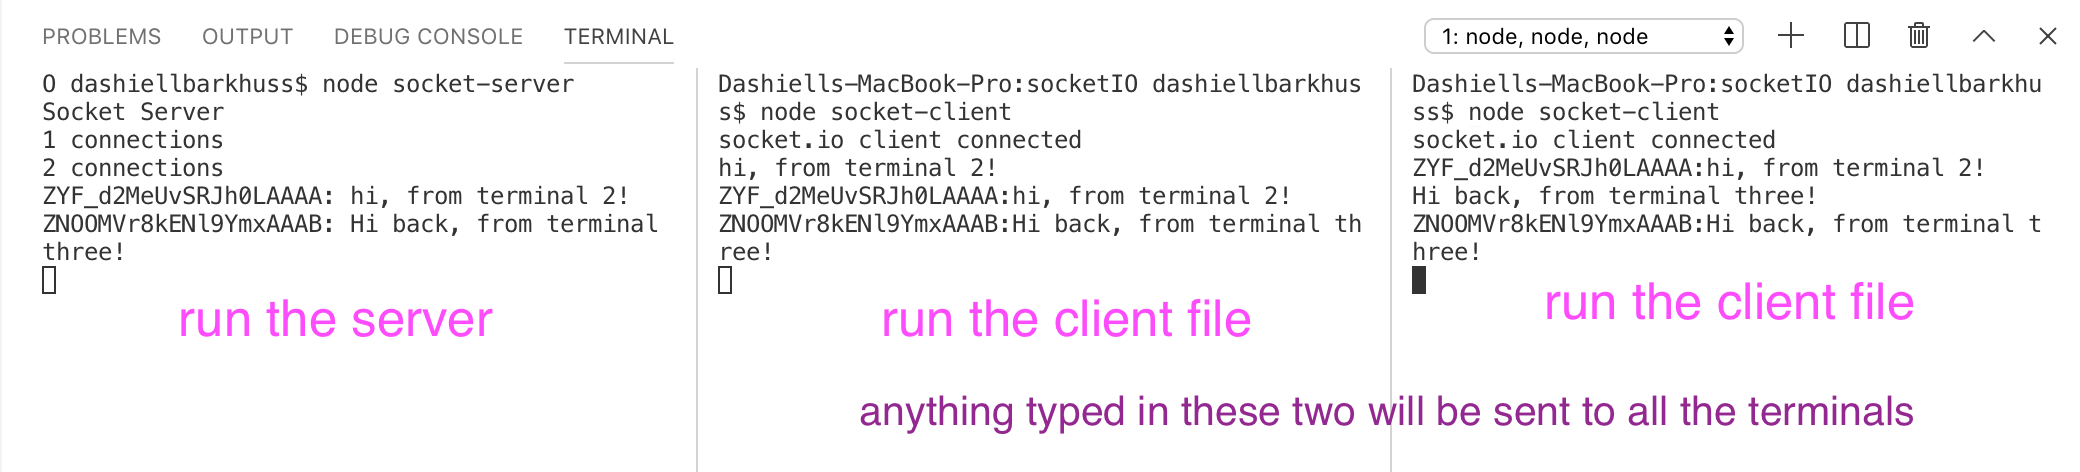 PROBLEMS OUTPUT DEBUG CONSOLE TERMINAL 1: node, node, node
O dashiellbarkhuss$ node socket-server
Socket Server
1 connections
2 connections
ZYF_d2MeUvSRJh0LAAAA: hi, from terminal 2!
ZNOOMVr8kENl9YmxAAAB: Hi back, from terminal
three!
run the server
Dashiells-MacBook-Pro:socketIO dashiellbarkhus
s$ node socket-client
socket.io client connected
hi, from terminal 2!
ZYF_d2MeUvSRJh0LAAAA:hi, from terminal 2!
ZNOOMVr8kENl9YmxAAAB:Hi back, from terminal th
ree!
run the client file
Dashiells-MacBook-Pro:socketIO dashiellbarkhu
ss$ node socket-client
socket.io client connected
ZYF_d2MeUvSRJh0LAAAA:hi, from terminal 2!
Hi back, from terminal three!
ZNOOMVr8kENl9YmxAAAB:Hi back, from terminal t
hree!
run the client file
anything typed in these two will be sent to all the terminals